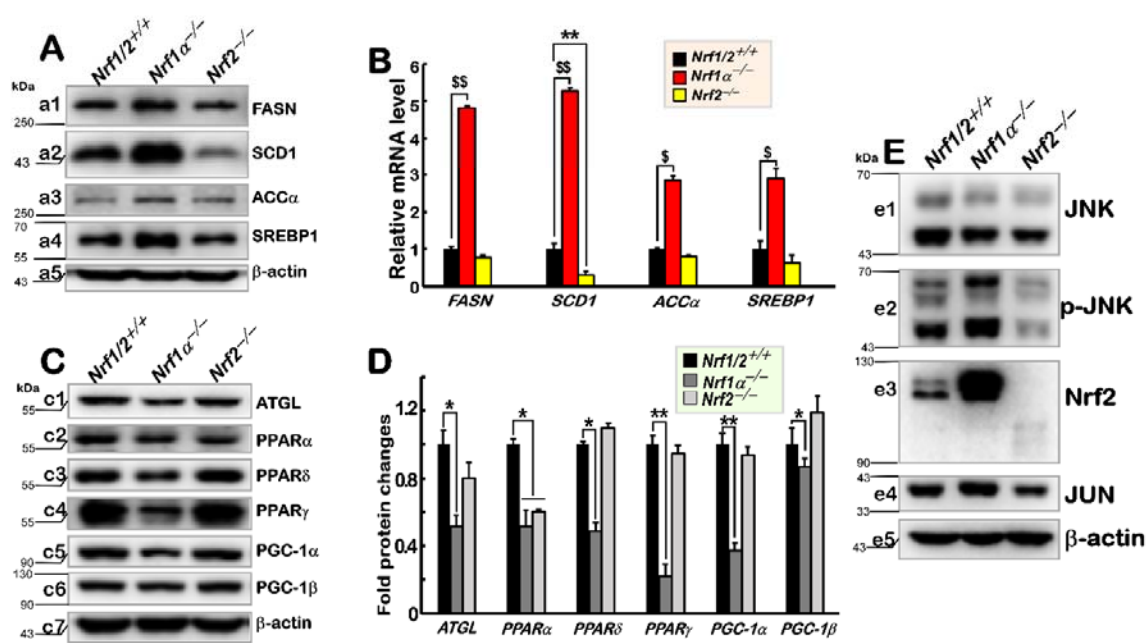 A
Nrf1/2+/+ Nrf1α−/− Nrf2−/−
kDa
a1 FASN
250
a2 SCD1
43
a3 ACCα
250
70
a4 SREBP1
55
a5 β-actin
43
B
Nrf1/2+/+
Nrf1α−/−
Nrf2−/−
Relative mRNA level
7
6
5
4
3
2
1
0
$$ $$ ** $ $
FASN SCD1 ACCα SREBP1
C
Nrf1/2+/+ Nrf1α−/− Nrf2−/−
kDa
c1 ATGL
55
c2 PPARα
55
c3 PPARδ
55
c4 PPARγ
55
c5 PGC-1α
90
130
c6 PGC-1β
90
c7 β-actin
43
D
Nrf1/2+/+
Nrf1α−/−
Nrf2−/−
Fold protein changes
1.2
0.8
0.4
0
* * * ** ** *
ATGL PPARα PPARδ PPARγ PGC-1α PGC-1β
E
Nrf1/2+/+ Nrf1α−/− Nrf2−/−
kDa
70
e1 JNK
43
70
e2 p-JNK
43
130
e3 Nrf2
90
43
e4 JUN
33
e5 β-actin
43